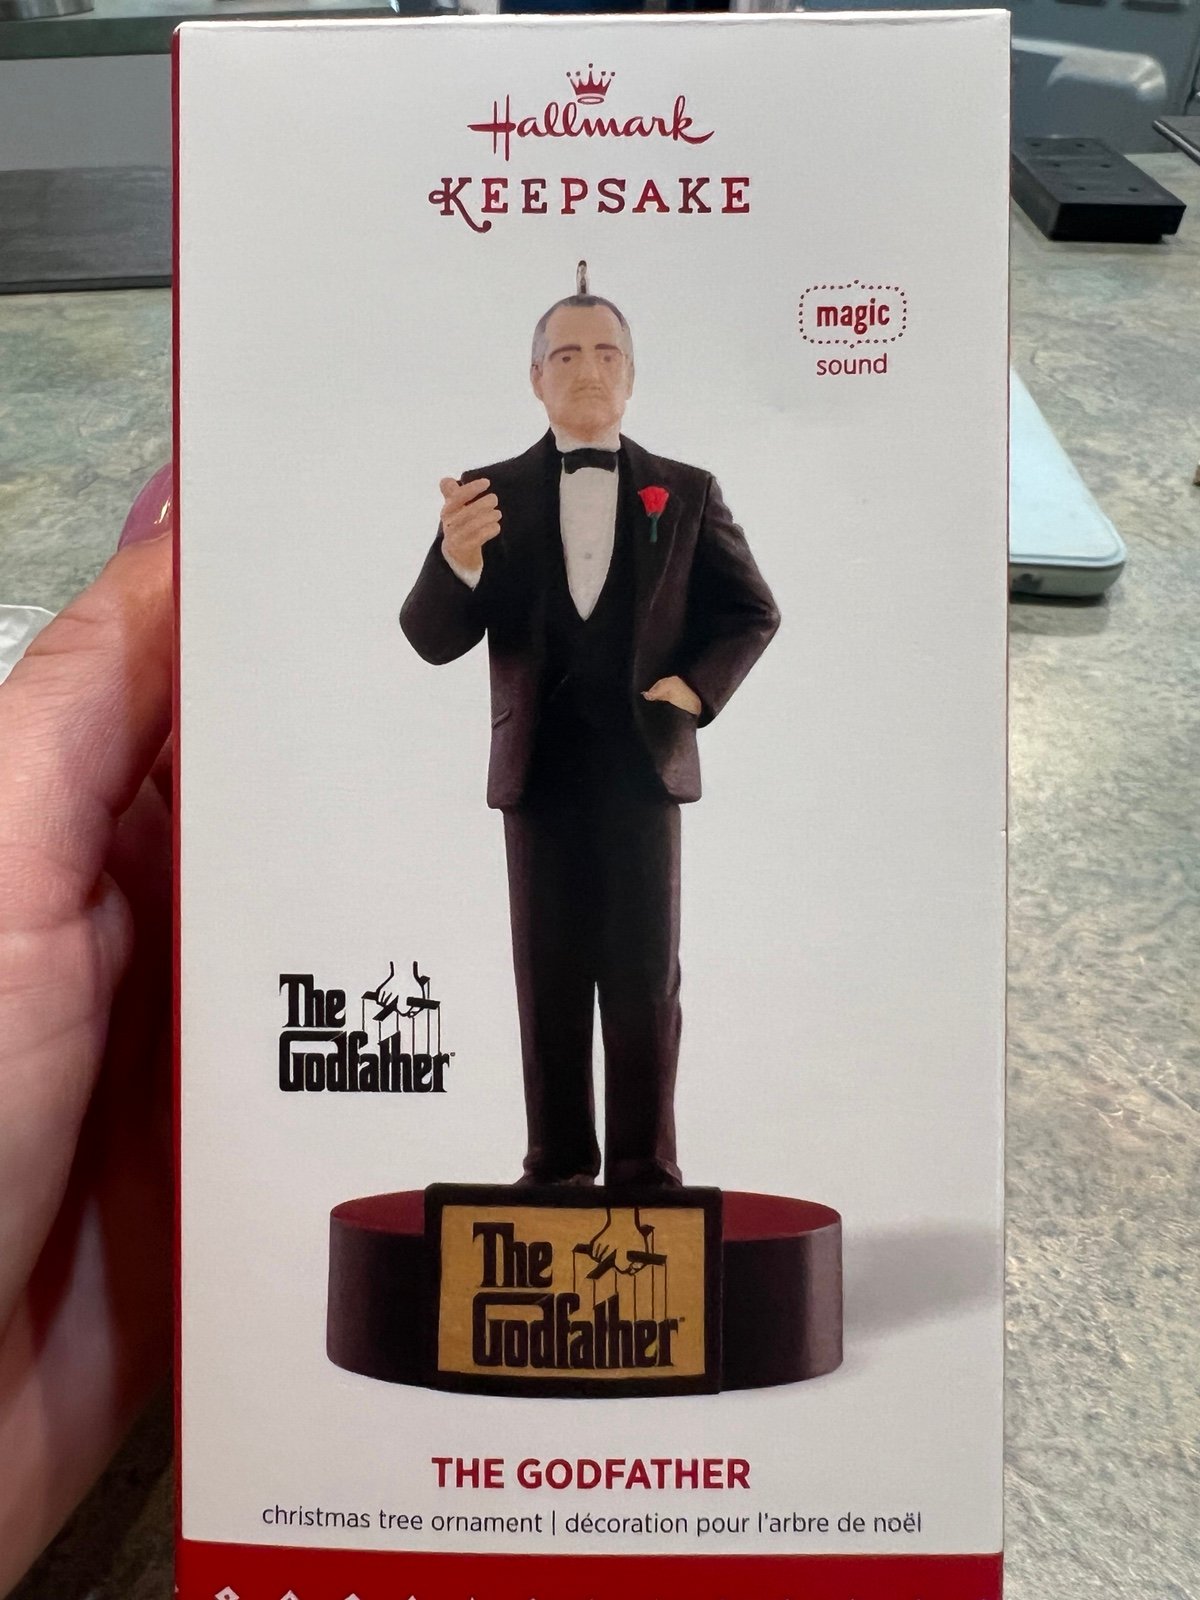 Hallmark
KEEPSAKE
magic
sound
The
Godfather
The
Godfather
THE GODFATHER
christmas tree ornament | décoration pour l'arbre de noël